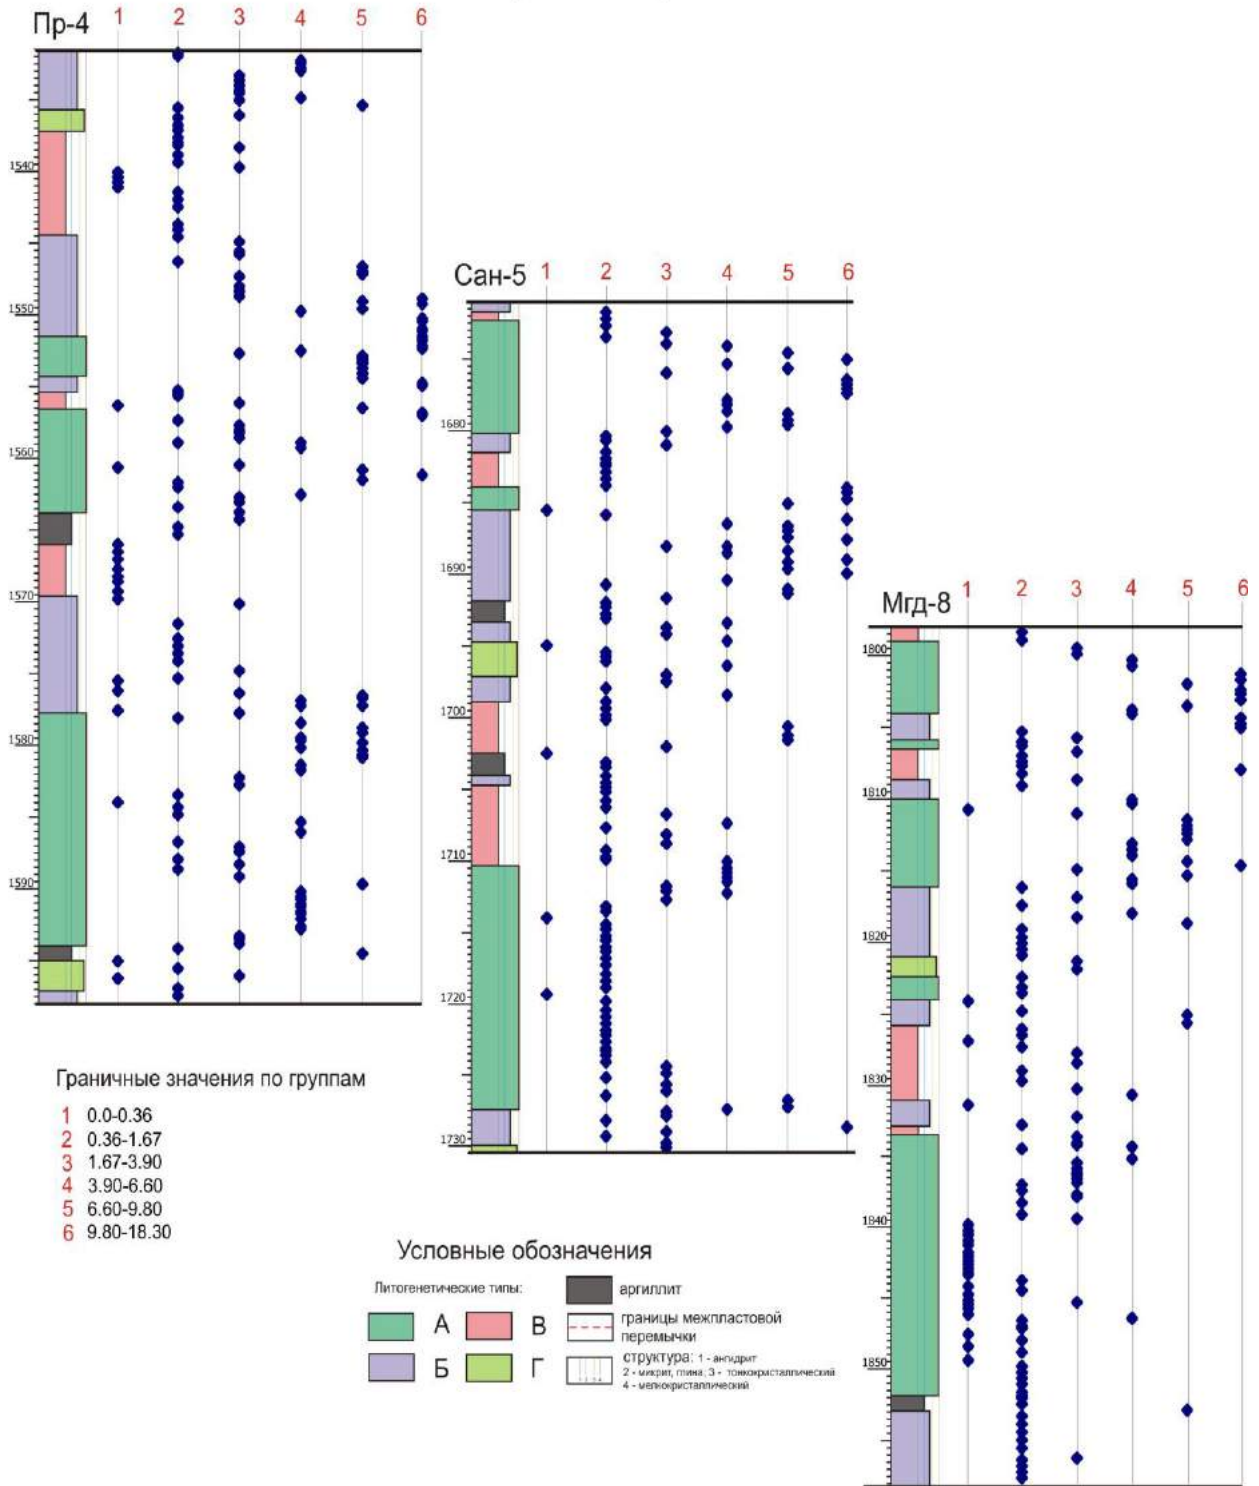 Пр-4
1 2 3 4 5 6
1540
1550
1560
1570
1580
1590
Сан-5
1 2 3 4 5 6
1680
1690
1700
1710
1720
1730
Мгд-8
1 2 3 4 5 6
1800
1810
1820
1830
1840
1850
Граничные значения по группам
1 0.0-0.36
2 0.36-1.67
3 1.67-3.90
4 3.90-6.60
5 6.60-9.80
6 9.80-18.30
Условные обозначения
Литогенетические типы:
А
В
Б
Г
аргиллит
границы межпластовой
перемычки
структура: 1 - ангидрит
2 - микрит, глина; 3 - тонкокристаллический
4 - мелкокристаллический